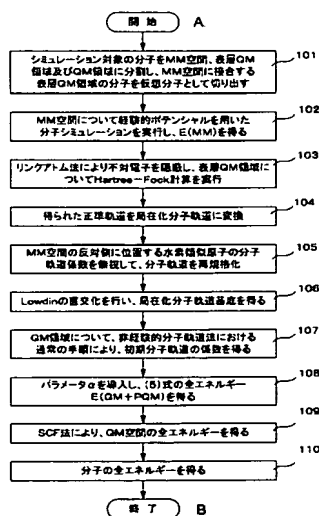 開始
A
101
シミュレーション対象の分子をMM空間、表層QM
領域及びQM領域に分割し、MM空間に接合する
表層QM領域の分子を仮想分子として切り出す
102
MM空間について経験的ポテンシャルを用いた
分子シミュレーションを実行し、E(MM)を得る
103
リンクアトム法により不対電子を隠蔽し、表層QM領域に
ついてHartree-Fock計算を実行
104
得られた正準軌道を局在化分子軌道に変換
105
MM空間の反対側に位置する水素類似原子の分子
軌道係数を無視して、分子軌道を再規格化
106
Lowdinの直交化を行い、局在化分子軌道基底を得る
107
QM領域について、非経験的分子軌道法における
通常の手順により、初期分子軌道の係数を得る
108
パラメータαを導入し、(5)式の全エネルギー
E(QM+PQM)を得る
109
SCF法により、QM空間の全エネルギーを得る
110
分子の全エネルギーを得る
終了
B